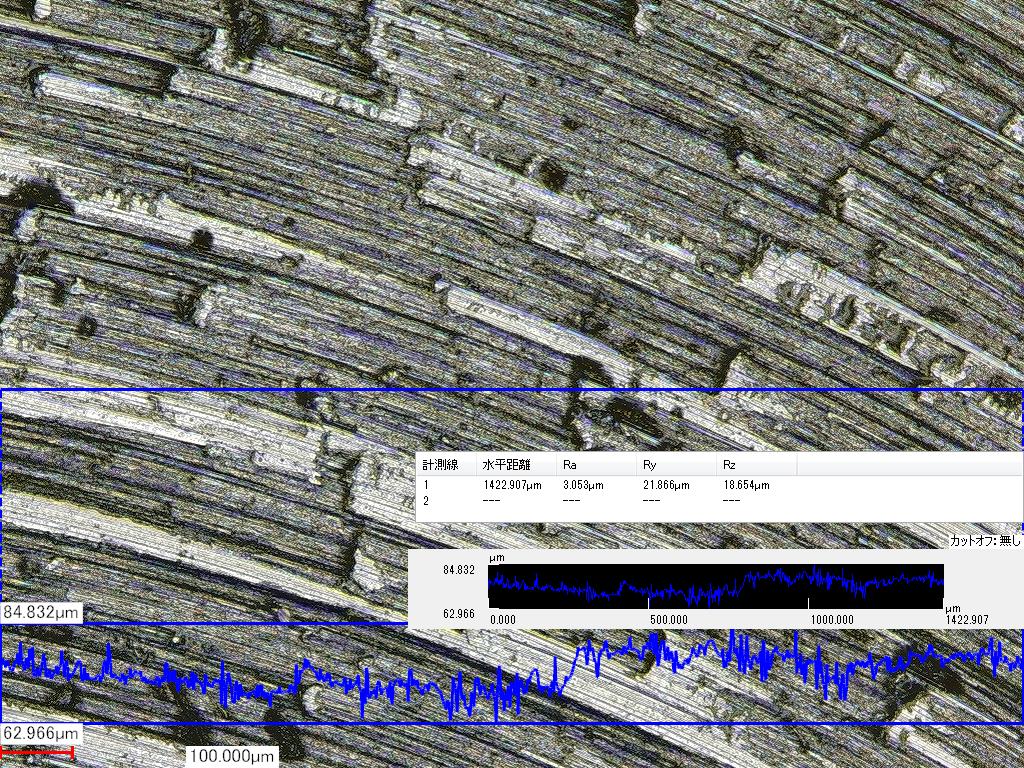 計測線 水平距離 Ra Ry Rz
1 1422.907μm 3.053μm 21.866μm 18.654μm
2 --- --- --- ---
カットオフ: 無し
μm
84.832
62.966
0.000 500.000 1000.000 1422.907
μm
84.832μm
62.966μm
100.000μm